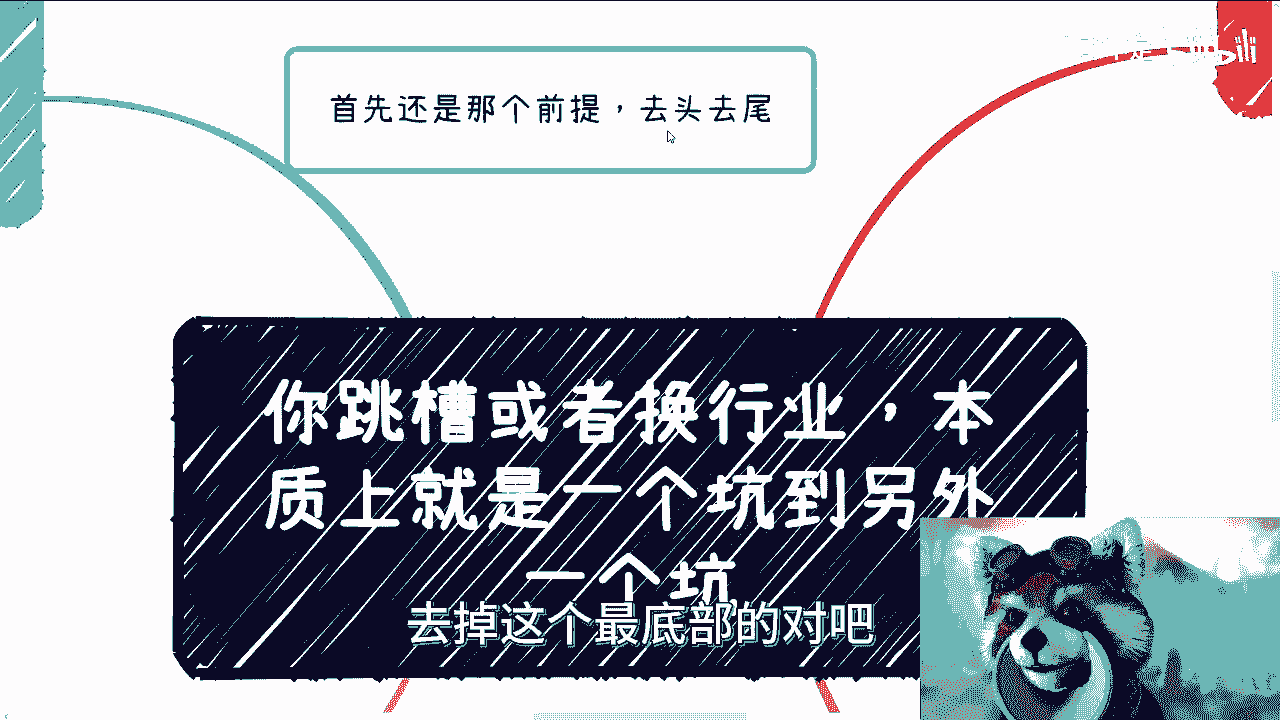 首先还是那个前提，去头去尾
你跳槽或者换行业，本
质上就是一个坑到另外
一个坑
去掉这个最底部的对吧